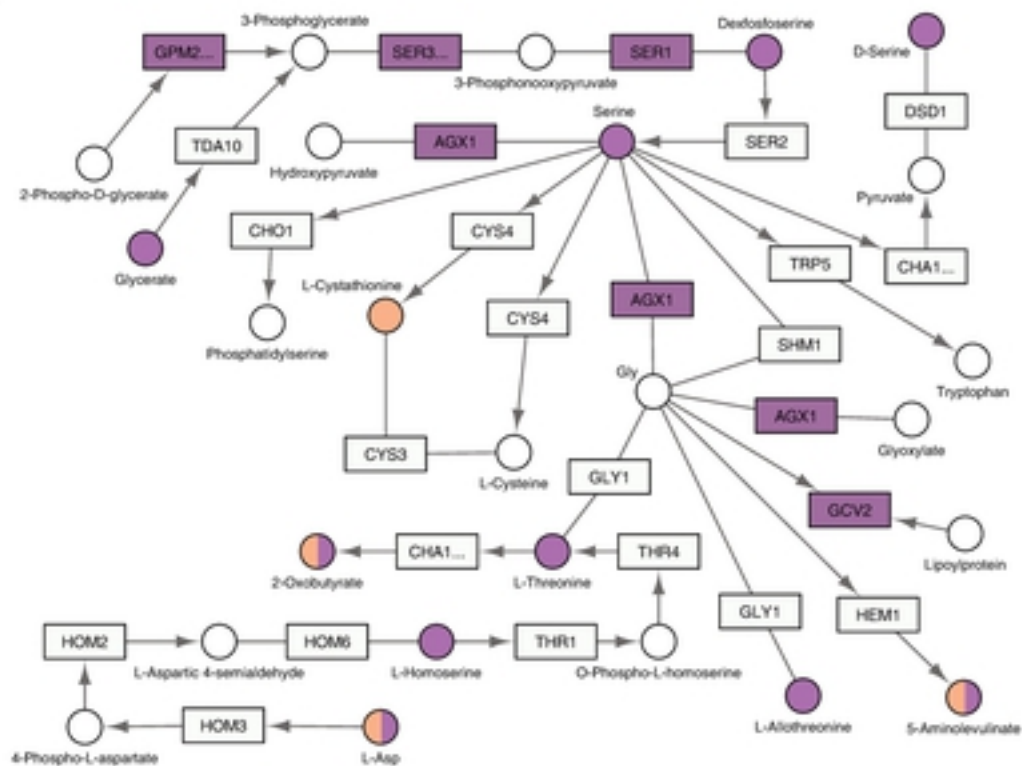 3-Phosphoglycerate
Dexfosfoserine
D-Serine
GPM2...
SER3...
SER1
3-Phosphonooxypyruvate
DSD1
Serine
TDA10
AGX1
SER2
Hydroxypyruvate
2-Phospho-D-glycerate
Pyruvate
CHO1
CYS4
TRP5
CHA1...
Glycerate
L-Cystathionine
AGX1
CYS4
SHM1
Phosphatidylserine
Gly
Tryptophan
AGX1
Glyoxylate
CYS3
L-Cysteine
GLY1
GCV2
Lipoylprotein
CHA1...
THR4
2-Oxobutyrate
L-Threonine
GLY1
HEM1
HOM2
HOM6
THR1
L-Aspartic 4-semialdehyde
L-Homoserine
O-Phospho-L-homoserine
HOM3
L-Allothreonine
5-Aminolevulinate
4-Phospho-L-aspartate
L-Asp